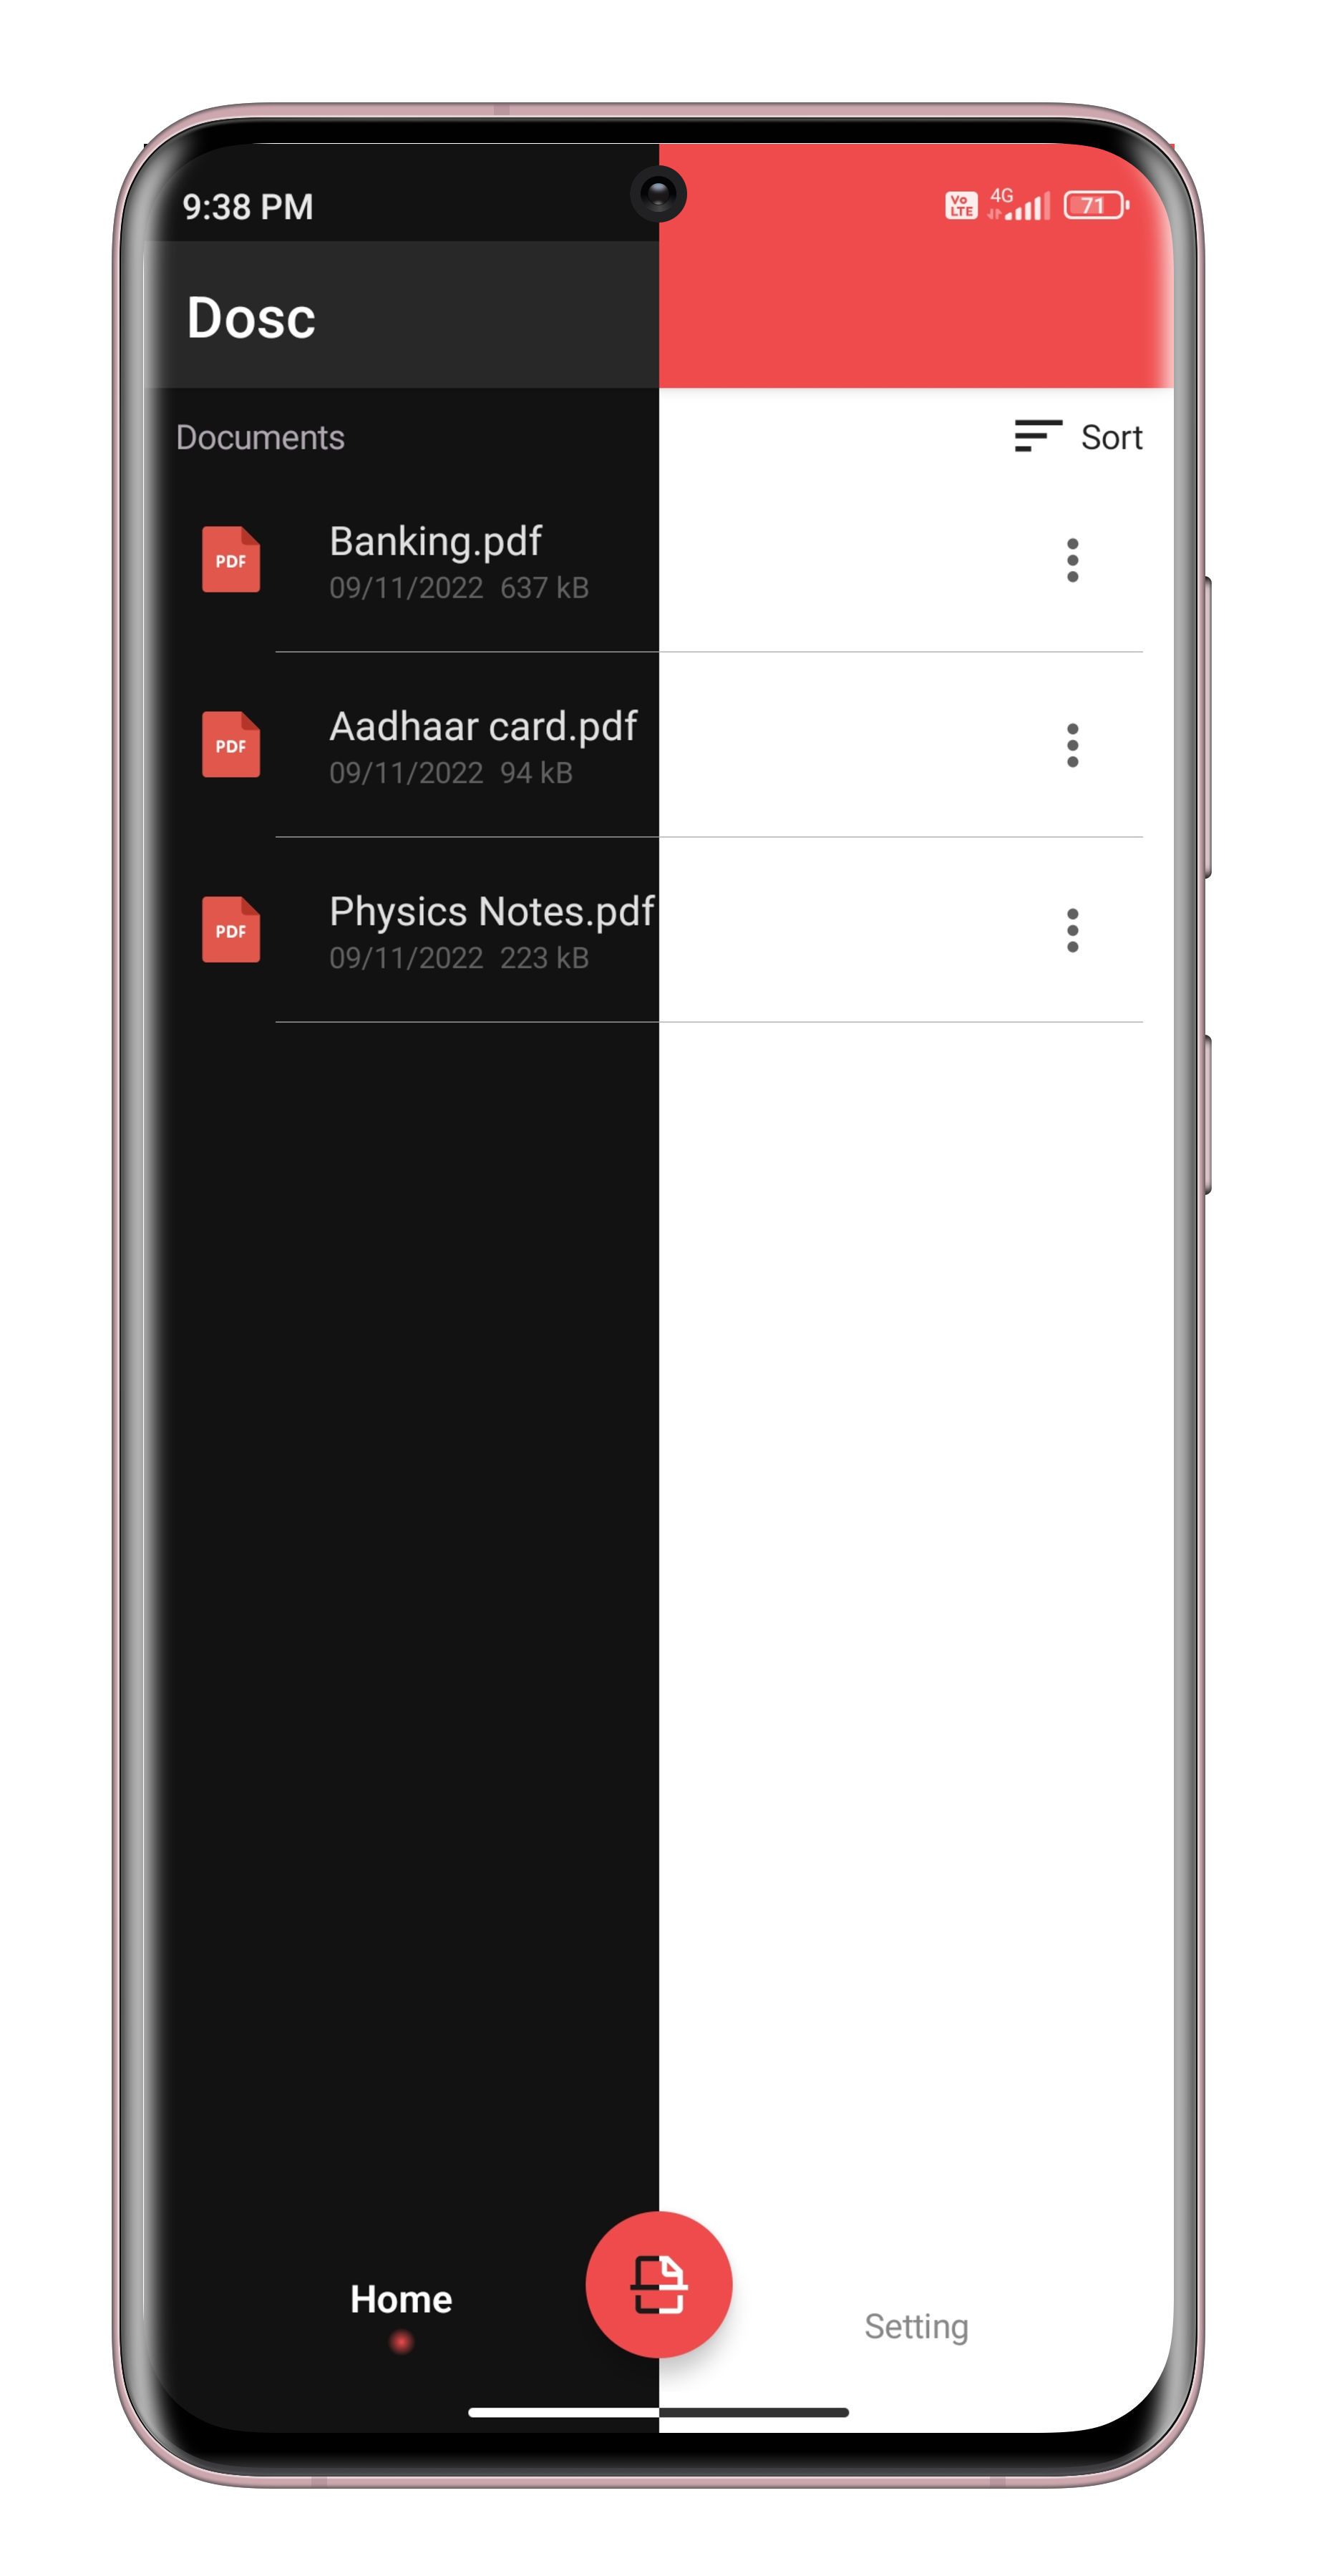 9:38 PM
Vo LTE 4G 71
Dosc
Documents
Sort
PDF
Banking.pdf
09/11/2022 637 kB
PDF
Aadhaar card.pdf
09/11/2022 94 kB
PDF
Physics Notes.pdf
09/11/2022 223 kB
Home
Setting